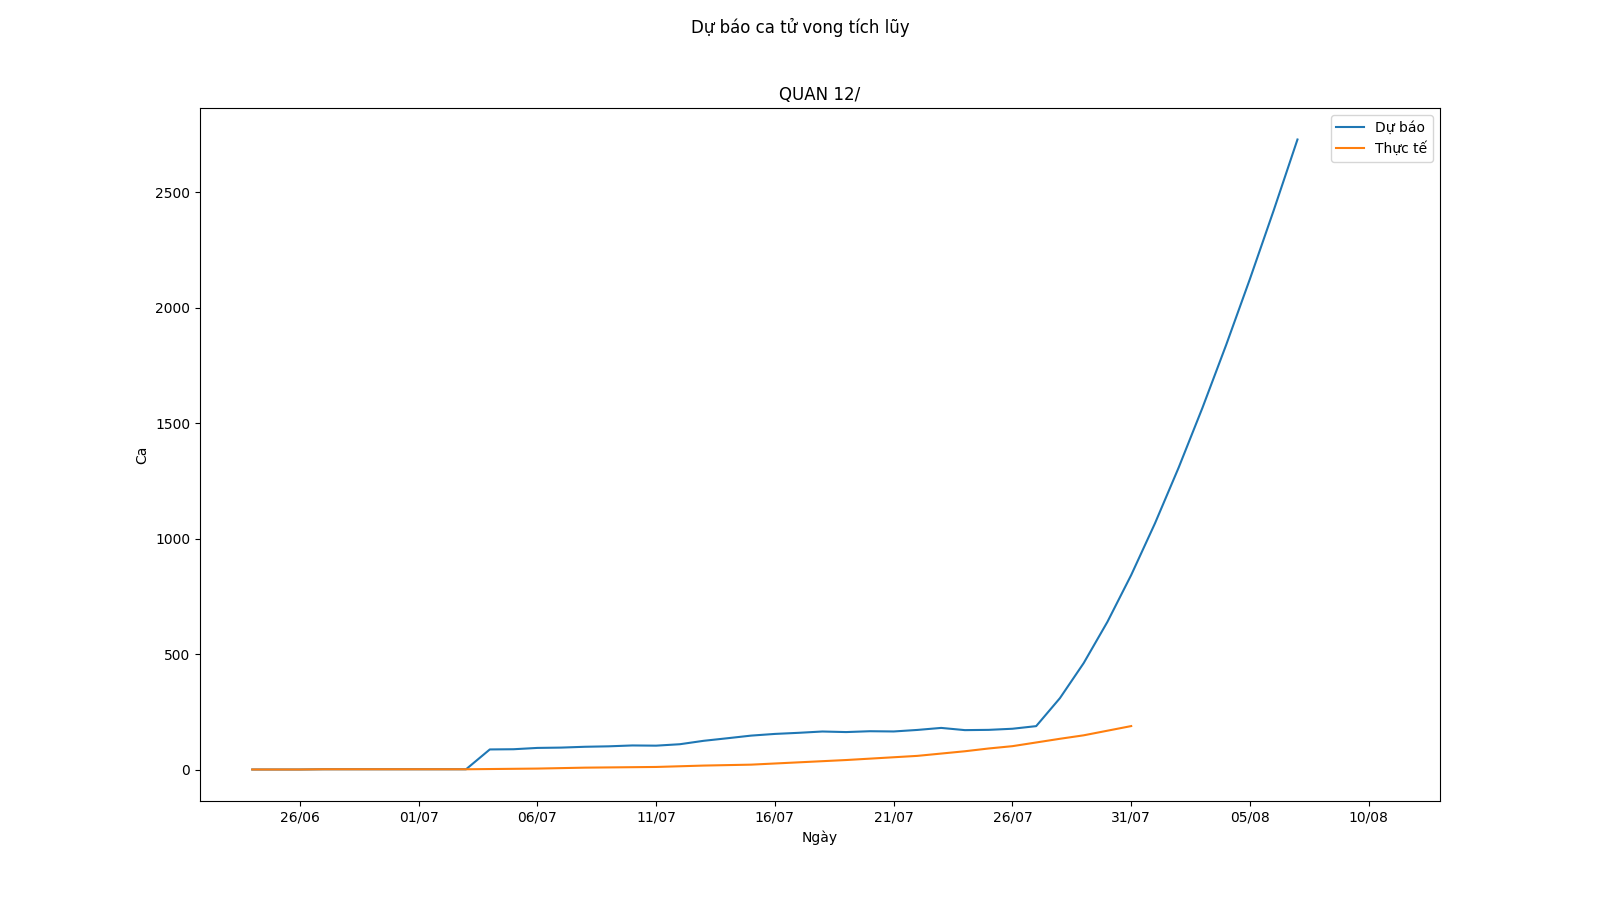 Dự báo ca tử vong tích lũy
QUAN 12/
Dự báo
Thực tế
2500
2000
1500
1000
500
0
Ca
26/06
01/07
06/07
11/07
16/07
21/07
26/07
31/07
05/08
10/08
Ngày